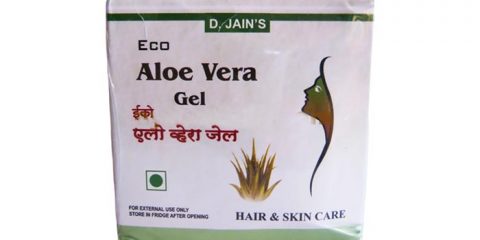 D. JAIN'S
ECO
Aloe Vera
Gel
ईको
एलो व्हेरा जेल
FOR EXTERNAL USE ONLY
STORE IN FRIDGE AFTER OPENING
HAIR & SKIN CARE